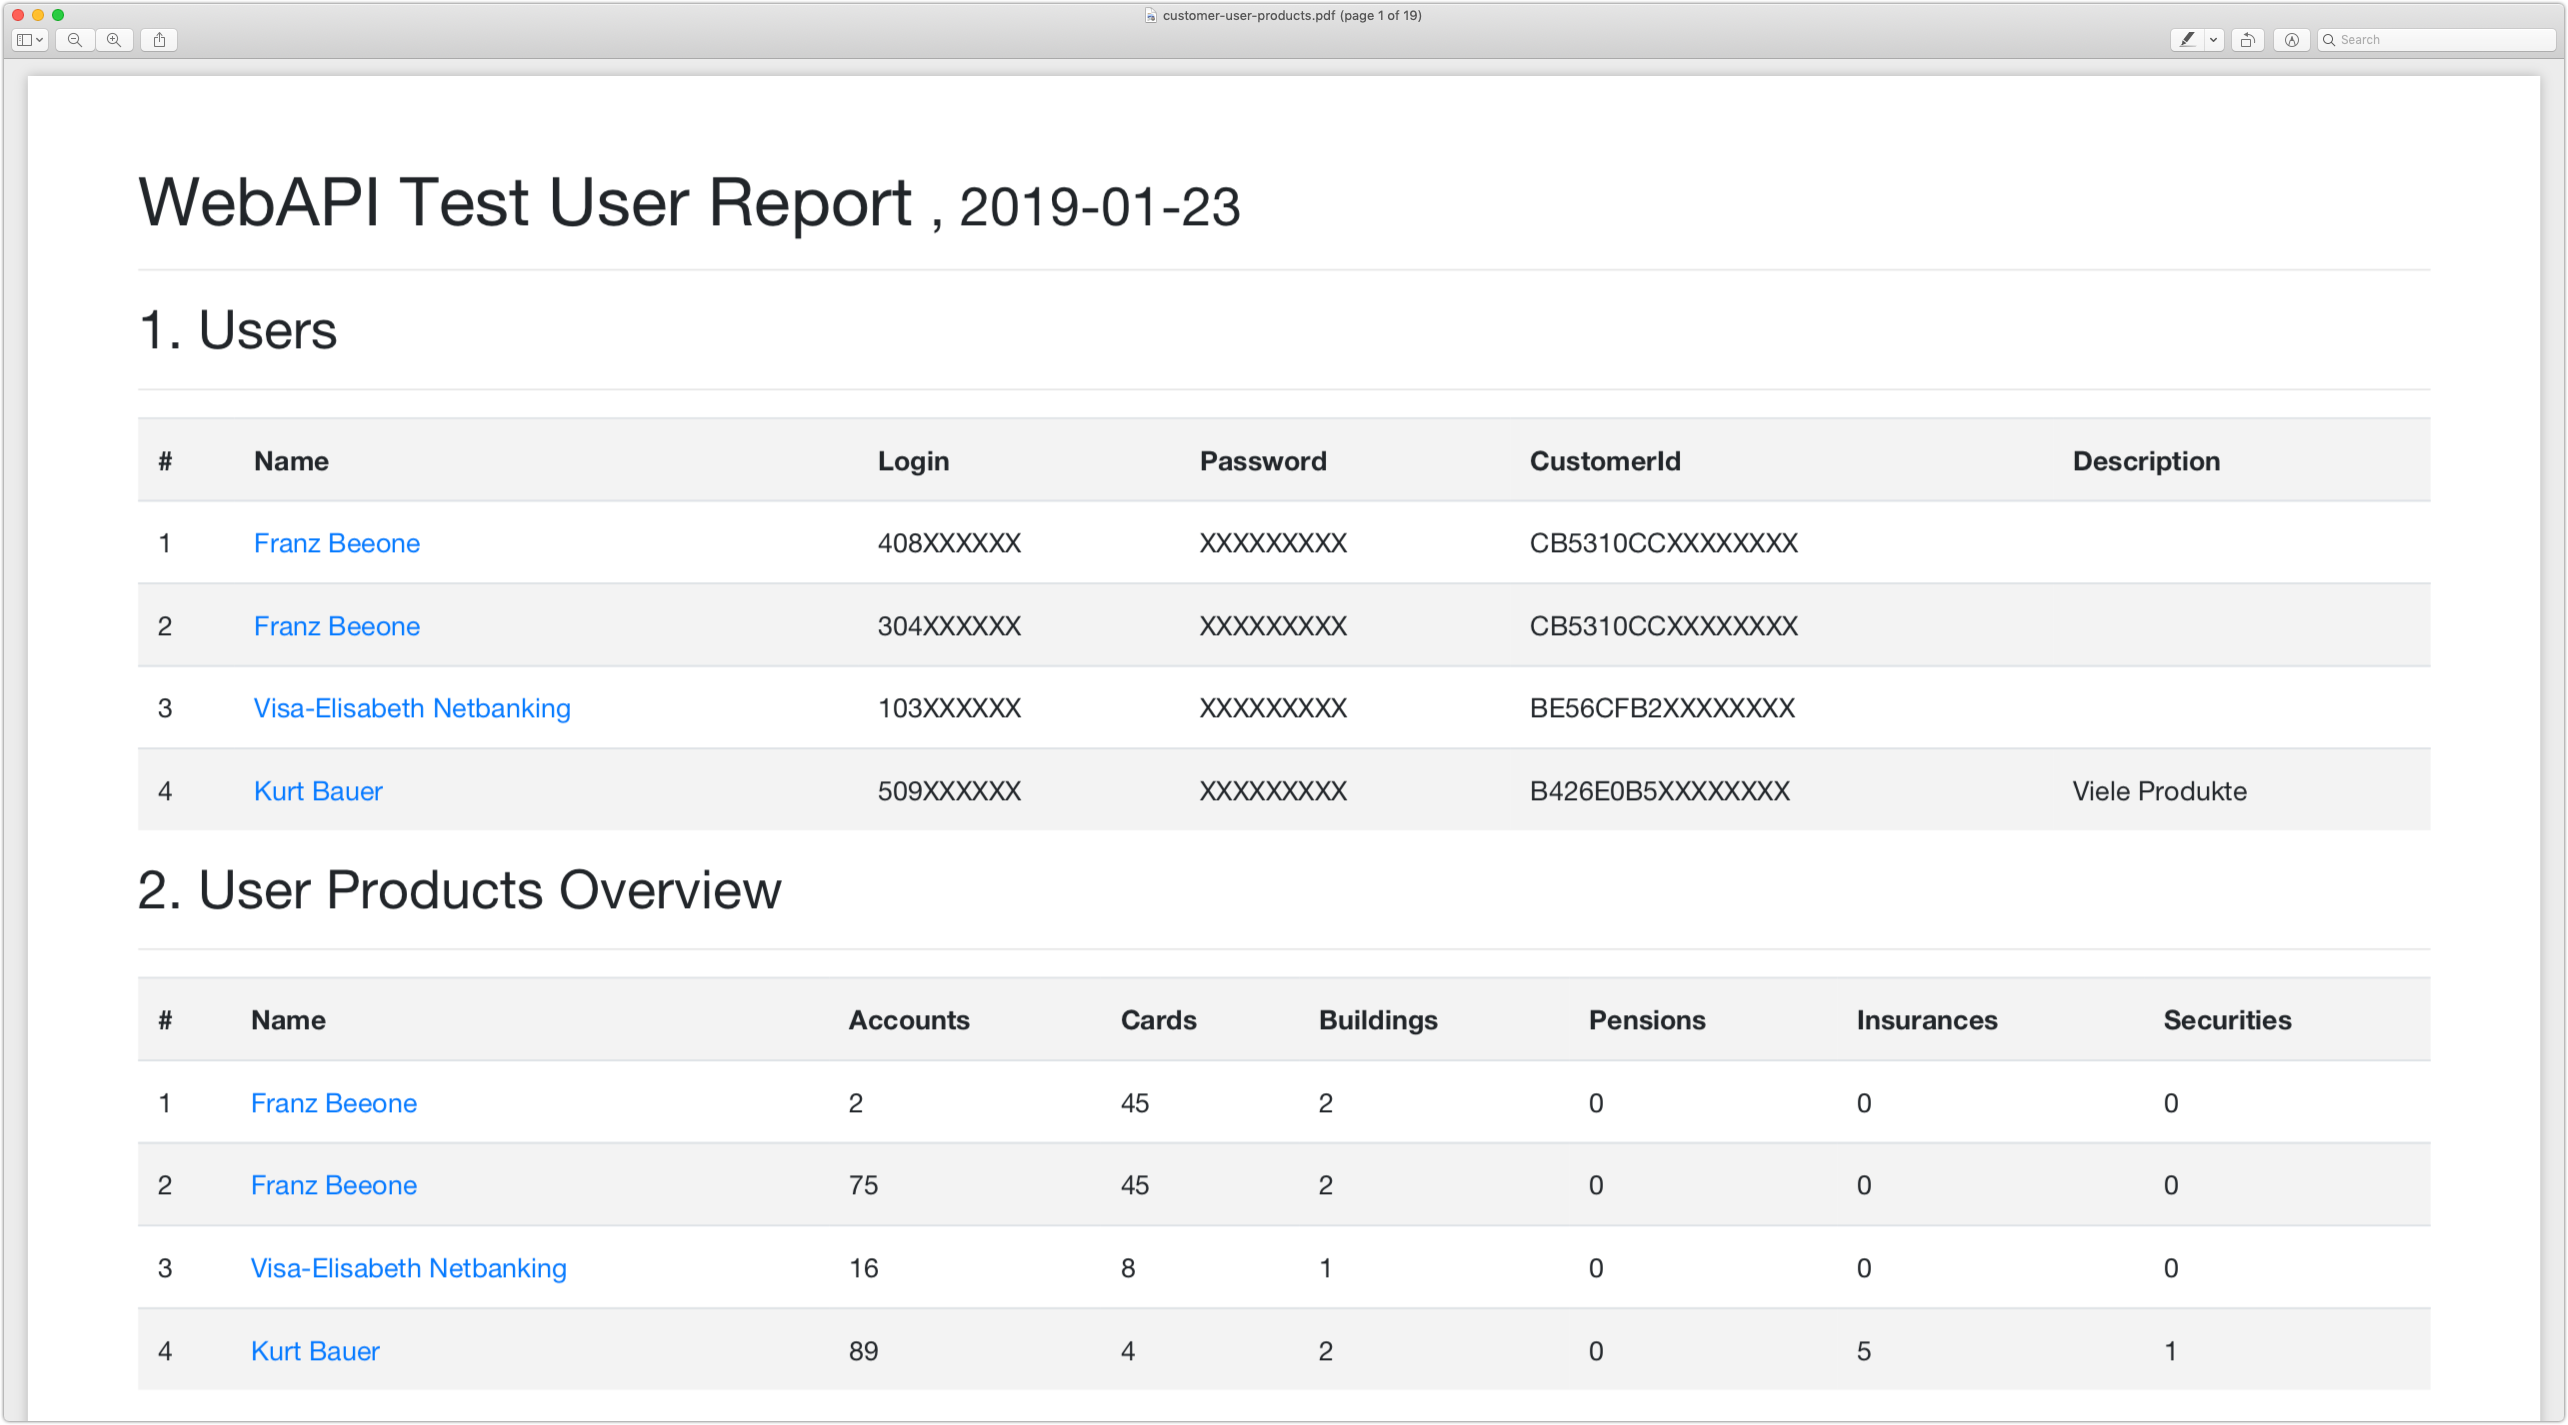 customer-user-products.pdf (page 1 of 19)
Search
WebAPI Test User Report , 2019-01-23
1. Users
# Name Login Password CustomerId Description
1 Franz Beeone 408XXXXXX XXXXXXXXX CB5310CCXXXXXXXX
2 Franz Beeone 304XXXXXX XXXXXXXXX CB5310CCXXXXXXXX
3 Visa-Elisabeth Netbanking 103XXXXXX XXXXXXXXX BE56CFB2XXXXXXXX
4 Kurt Bauer 509XXXXXX XXXXXXXXX B426E0B5XXXXXXXX Viele Produkte
2. User Products Overview
# Name Accounts Cards Buildings Pensions Insurances Securities
1 Franz Beeone 2 45 2 0 0 0
2 Franz Beeone 75 45 2 0 0 0
3 Visa-Elisabeth Netbanking 16 8 1 0 0 0
4 Kurt Bauer 89 4 2 0 5 1